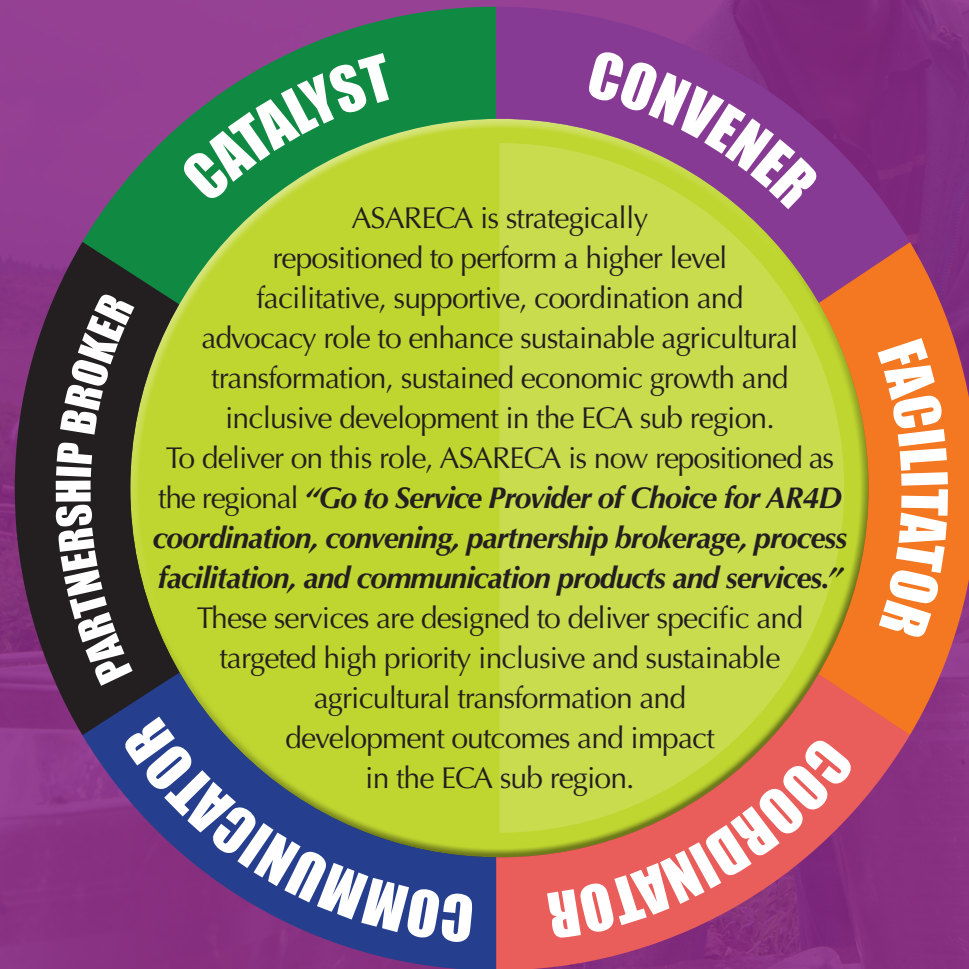 CATALYST
CONVENER
FACILITATOR
COORDINATOR
COMMUNICATOR
PARTNERSHIP BROKER
ASARECA is strategically
repositioned to perform a higher level
facilitative, supportive, coordination and
advocacy role to enhance sustainable agricultural
transformation, sustained economic growth and
inclusive development in the ECA sub region.
To deliver on this role, ASARECA is now repositioned as
the regional “Go to Service Provider of Choice for AR4D
coordination, convening, partnership brokerage, process
facilitation, and communication products and services.”
These services are designed to deliver specific and
targeted high priority inclusive and sustainable
agricultural transformation and
development outcomes and impact
in the ECA sub region.